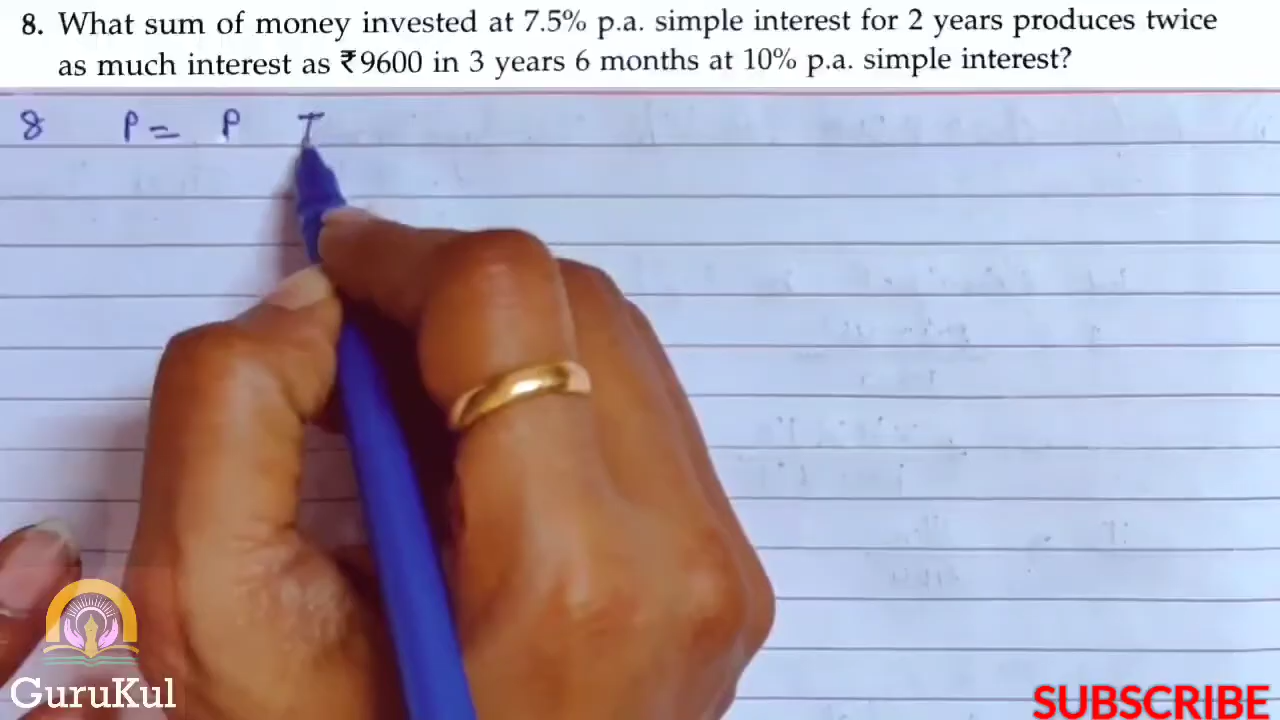 8. What sum of money invested at 7.5% p.a. simple interest for 2 years produces twice
as much interest as ₹9600 in 3 years 6 months at 10% p.a. simple interest?
8 P = P T
GuruKul
SUBSCRIBE